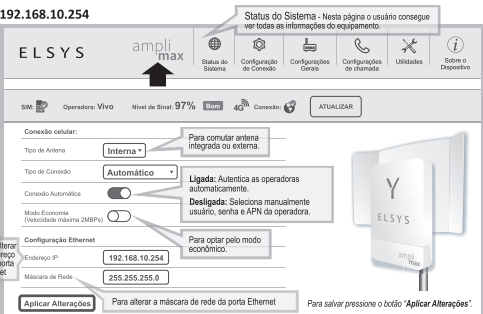 192.168.10.254
Status do Sistema - Nesta página o usuário consegue
ver todas as informações do equipamento.
ELSYS
ampli
max
Status do
Sistema
Configuração
de Conexão
Configurações
Gerais
Configurações
de chamada
Utilidades
i
Sobre o
Dispositivo
SIM:
Operadora: Vivo
Nível de Sinal: 97%
Bom
4G
Conexão:
ATUALIZAR
Conexão celular:
Para comutar antena
integrada ou externa.
Tipo de Antena
Interna
Tipo de Conexão
Automático
Ligada: Autentica as operadoras
automaticamente.
Desligada: Seleciona manualmente
usuário, senha e APN da operadora.
Conexão Automática
Modo Economia
(Velocidade máxima 2MBPs)
Para optar pelo modo
econômico.
Configuração Ethernet
lterar
ereço
porta
et
Endereço IP
192.168.10.254
Máscara de Rede
255.255.255.0
Aplicar Alterações
Para alterar a máscara de rede da porta Ethernet
Y
ELSYS
ampli
max
Para salvar pressione o botão "Aplicar Alterações".